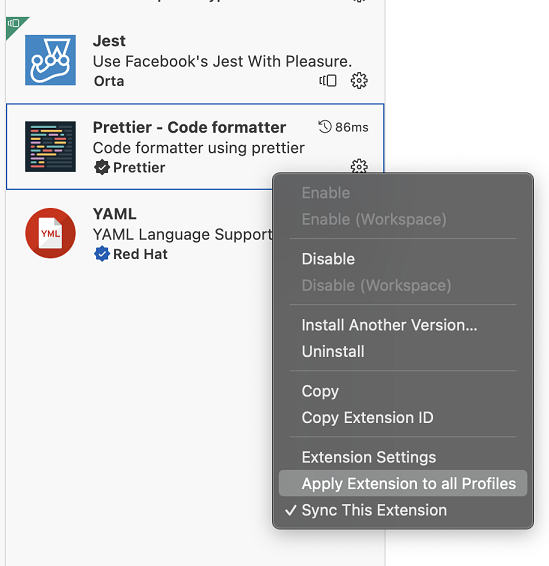 Jest
Use Facebook's Jest With Pleasure.
Orta
Prettier - Code formatter
86ms
Code formatter using prettier
Prettier
YML
YAML
YAML Language Support
Red Hat
Enable
Enable (Workspace)
Disable
Disable (Workspace)
Install Another Version...
Uninstall
Copy
Copy Extension ID
Extension Settings
Apply Extension to all Profiles
Sync This Extension